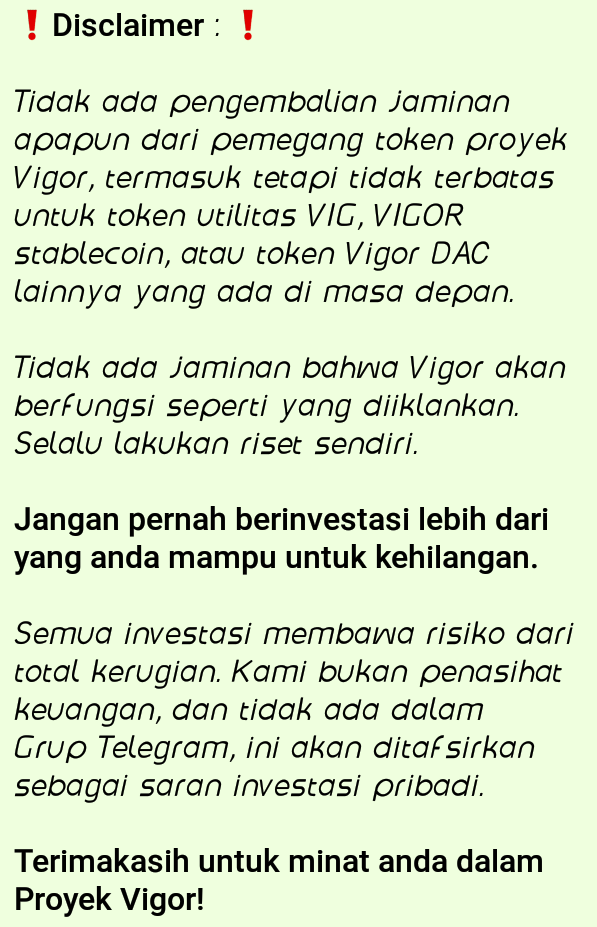 ❗Disclaimer : ❗
Tidak ada pengembalian jaminan
apapun dari pemegang token proyek
Vigor, termasuk tetapi tidak terbatas
untuk token utilitas VIG, VIGOR
stablecoin, atau token Vigor DAC
lainnya yang ada di masa depan.
Tidak ada jaminan bahwa Vigor akan
berfungsi seperti yang diiklankan.
Selalu lakukan riset sendiri.
Jangan pernah berinvestasi lebih dari
yang anda mampu untuk kehilangan.
Semua investasi membawa risiko dari
total kerugian. Kami bukan penasihat
keuangan, dan tidak ada dalam
Grup Telegram, ini akan ditafsirkan
sebagai saran investasi pribadi.
Terimakasih untuk minat anda dalam
Proyek Vigor!